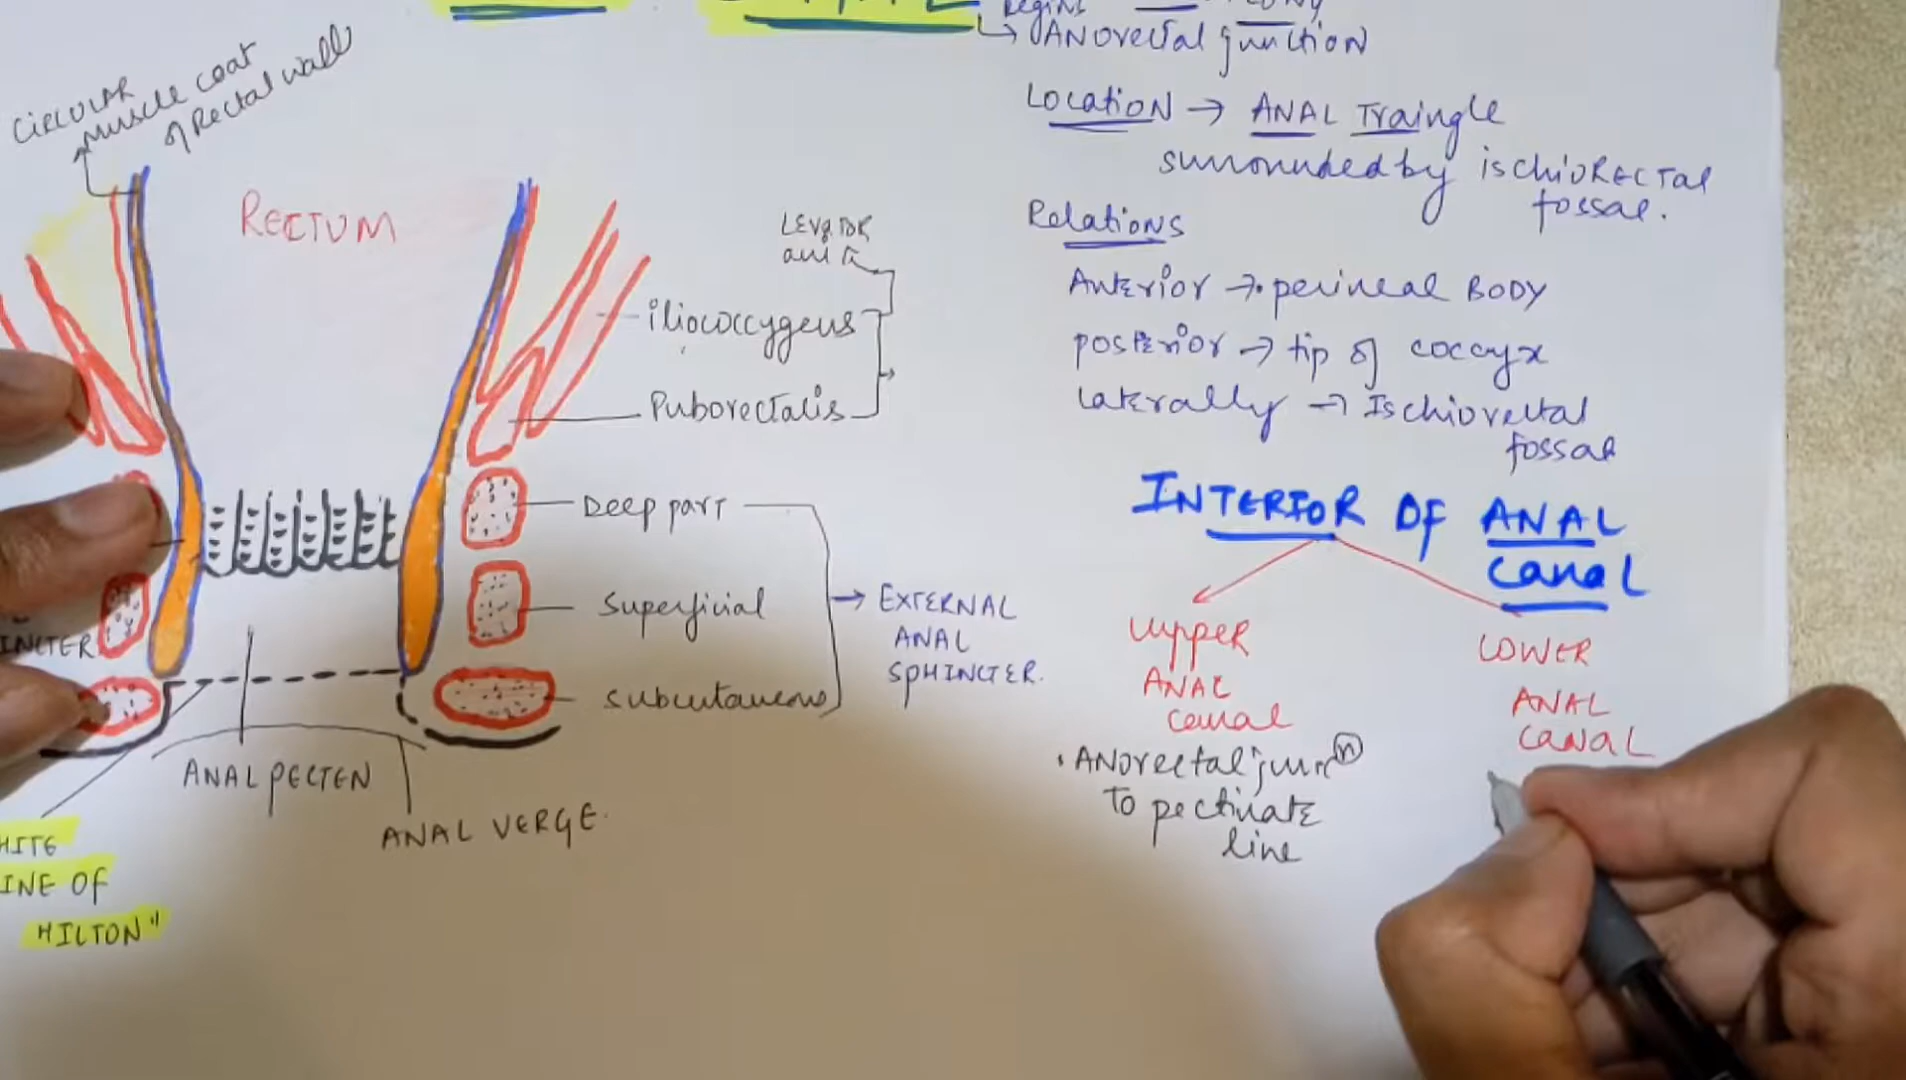 ANOrectal junction
CIRCULAR
Muscle coat
of Rectal wall
RECTUM
LEVATOR
ani
iliococcygeus
Puborectalis
Deep part
Superficial
subcutaneous
EXTERNAL
ANAL
SPHINCTER.
INCTER
ANAL PECTEN
ANAL VERGE.
HITE
INE OF
HILTON"
Location → ANAL Traingle
surrounded by ischioRECTal
fossae.
Relations
Anterior → perineal BODY
posterior → tip of coccyx
laterally → Ischiorectal
fossae
INTERIOR OF ANAL
canaL
UppER
ANAL
canal
• ANorectal junc(n)
to pectinate
line
LOWER
ANAL
CANAL